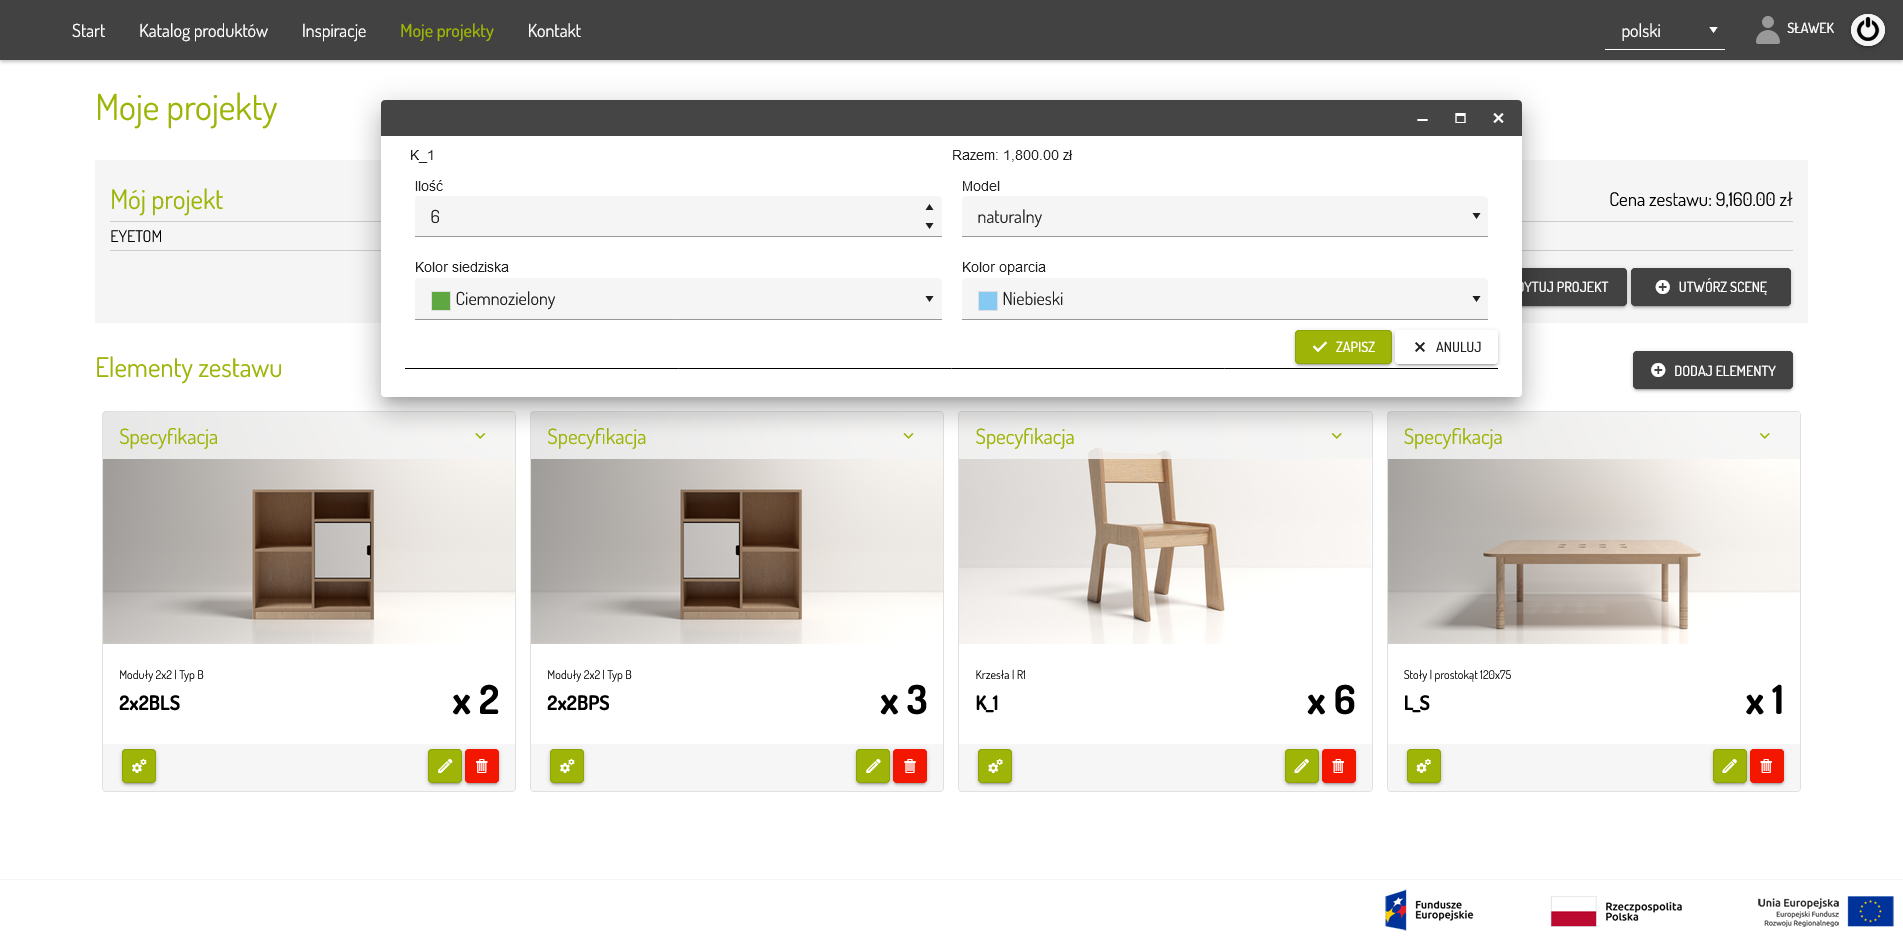 Start Katalog produktów Inspiracje Moje projekty Kontakt polski SŁAWEK
Moje projekty
K_1 Razem: 1,800.00 zł
Ilość Model
6 naturalny
Kolor siedziska Kolor oparcia
Ciemnozielony Niebieski
ZAPISZ ANULUJ
Mój projekt Cena zestawu: 9,160.00 zł
EYETOM
DYTUJ PROJEKT UTWÓRZ SCENĘ
Elementy zestawu DODAJ ELEMENTY
Specyfikacja Specyfikacja Specyfikacja Specyfikacja
Moduły 2x2 | Typ B
2x2BLS x 2
Moduły 2x2 | Typ B
2x2BPS x 3
Krzesła | R1
K_1 x 6
Stoły | prostokąt 120x75
L_S x 1
Fundusze
Europejskie
Rzeczpospolita
Polska
Unia Europejska
Europejski Fundusz
Rozwoju Regionalnego